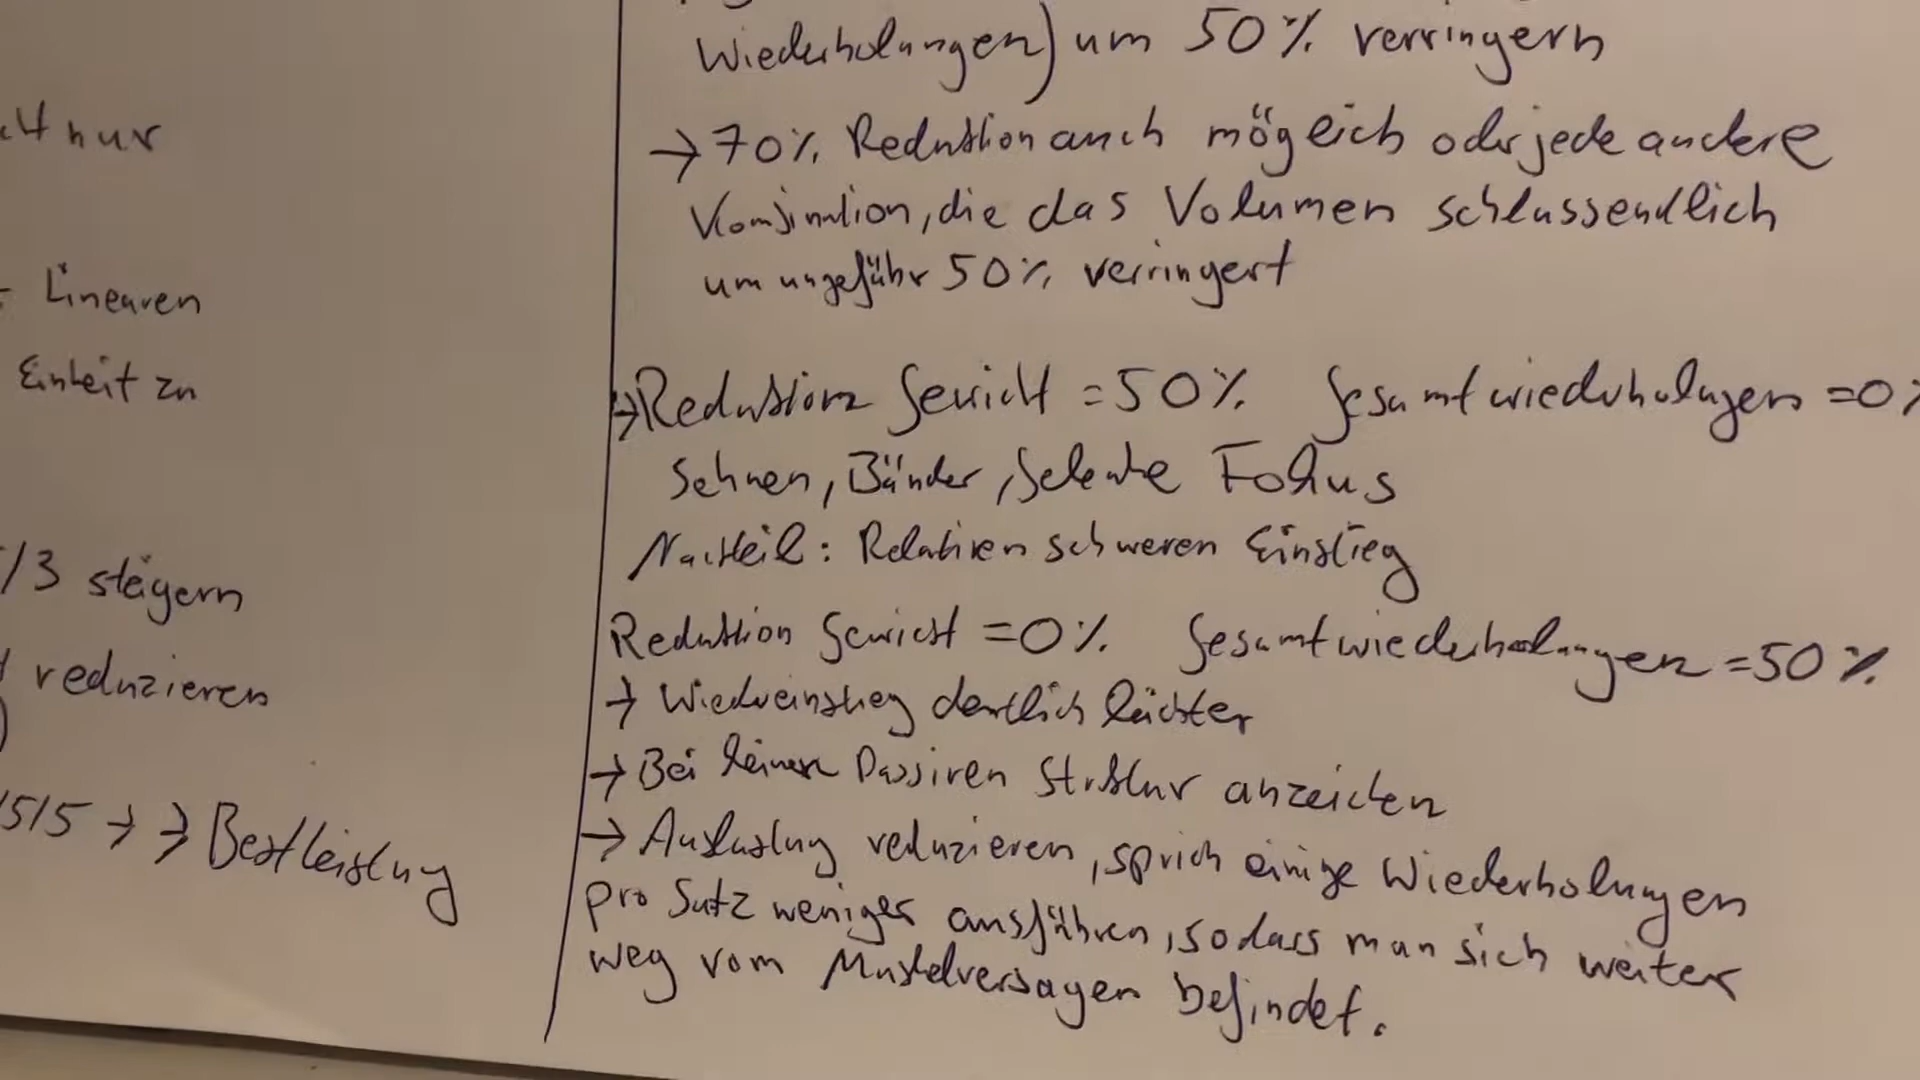 nur
Linearen
Einheit zu
/3 steigern
reduzieren
15/5 → → Bestleistung
Wiederholungen) um 50% verringern
→ 70% Reduktion auch möglich oder jede andere
Kombination, die das Volumen schlussendlich
um ungefähr 50% verringert
→ Reduktion Gewicht = 50% Gesamtwiederholungen = 0%
Sehnen, Bänder, Gelenke Fokus
Nachteil: Relativen schweren Einstieg
Reduktion Gewicht = 0% Gesamtwiederholungen = 50%
→ Wiedereinstieg deutlich leichter
→ Bei keinen Passiven Struktur anzeichen
→ Auslastung reduzieren, sprich einige Wiederholungen
pro Satz weniger ausführen, sodass man sich weiter
weg vom Muskelversagen befindet.